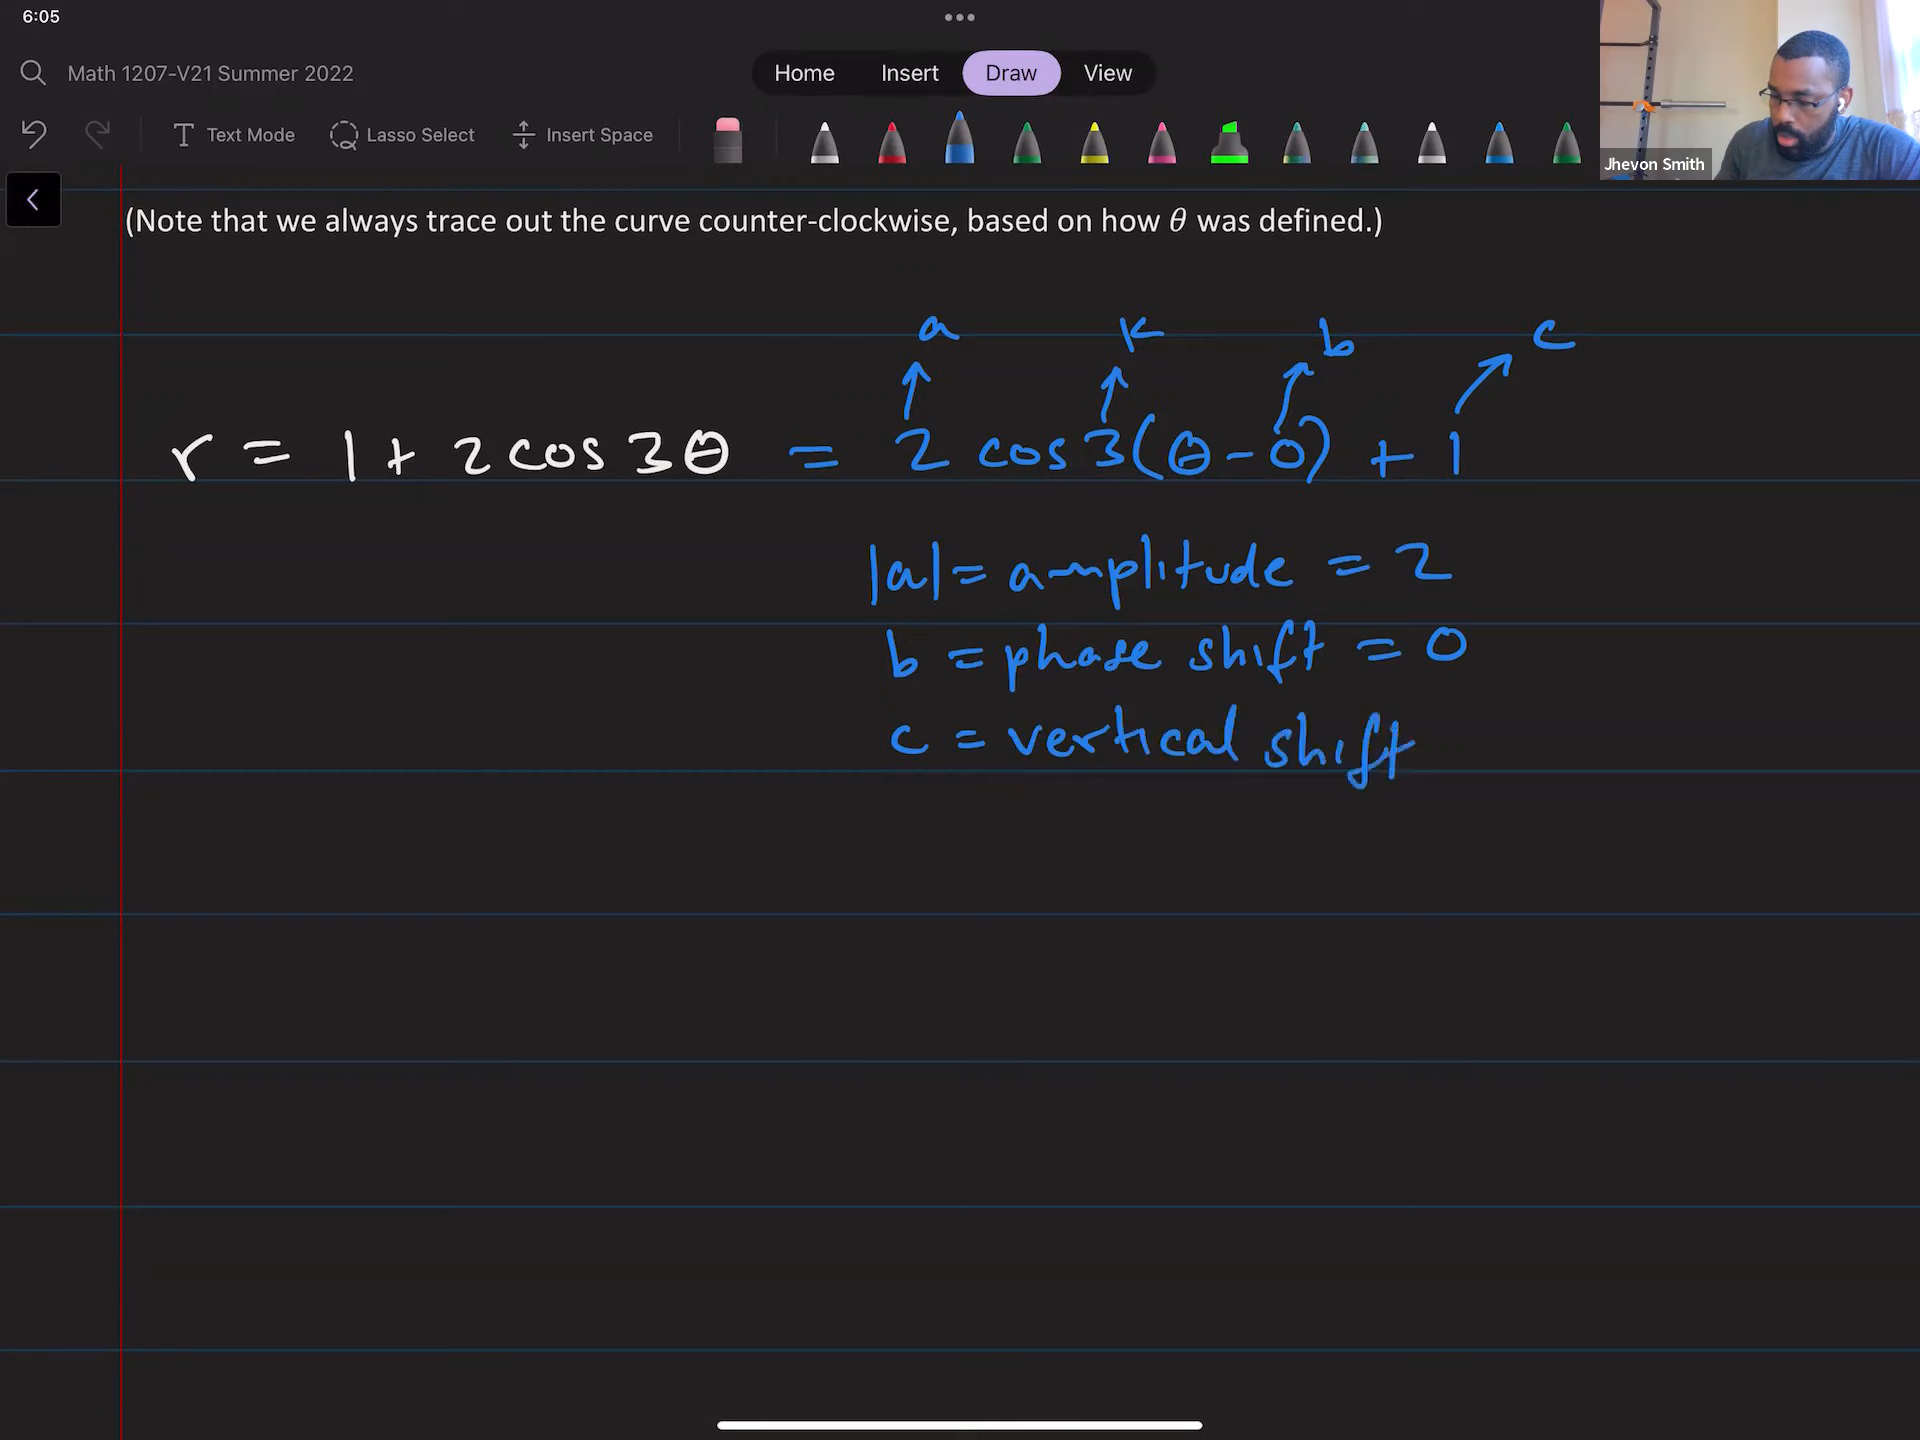 6:05
Math 1207-V21 Summer 2022
Home Insert Draw View
Text Mode Lasso Select Insert Space
Jhevon Smith
(Note that we always trace out the curve counter-clockwise, based on how θ was defined.)
a k b c
r = 1 + 2 cos 3θ = 2 cos 3(θ - 0) + 1
|a| = amplitude = 2
b = phase shift = 0
c = vertical shift